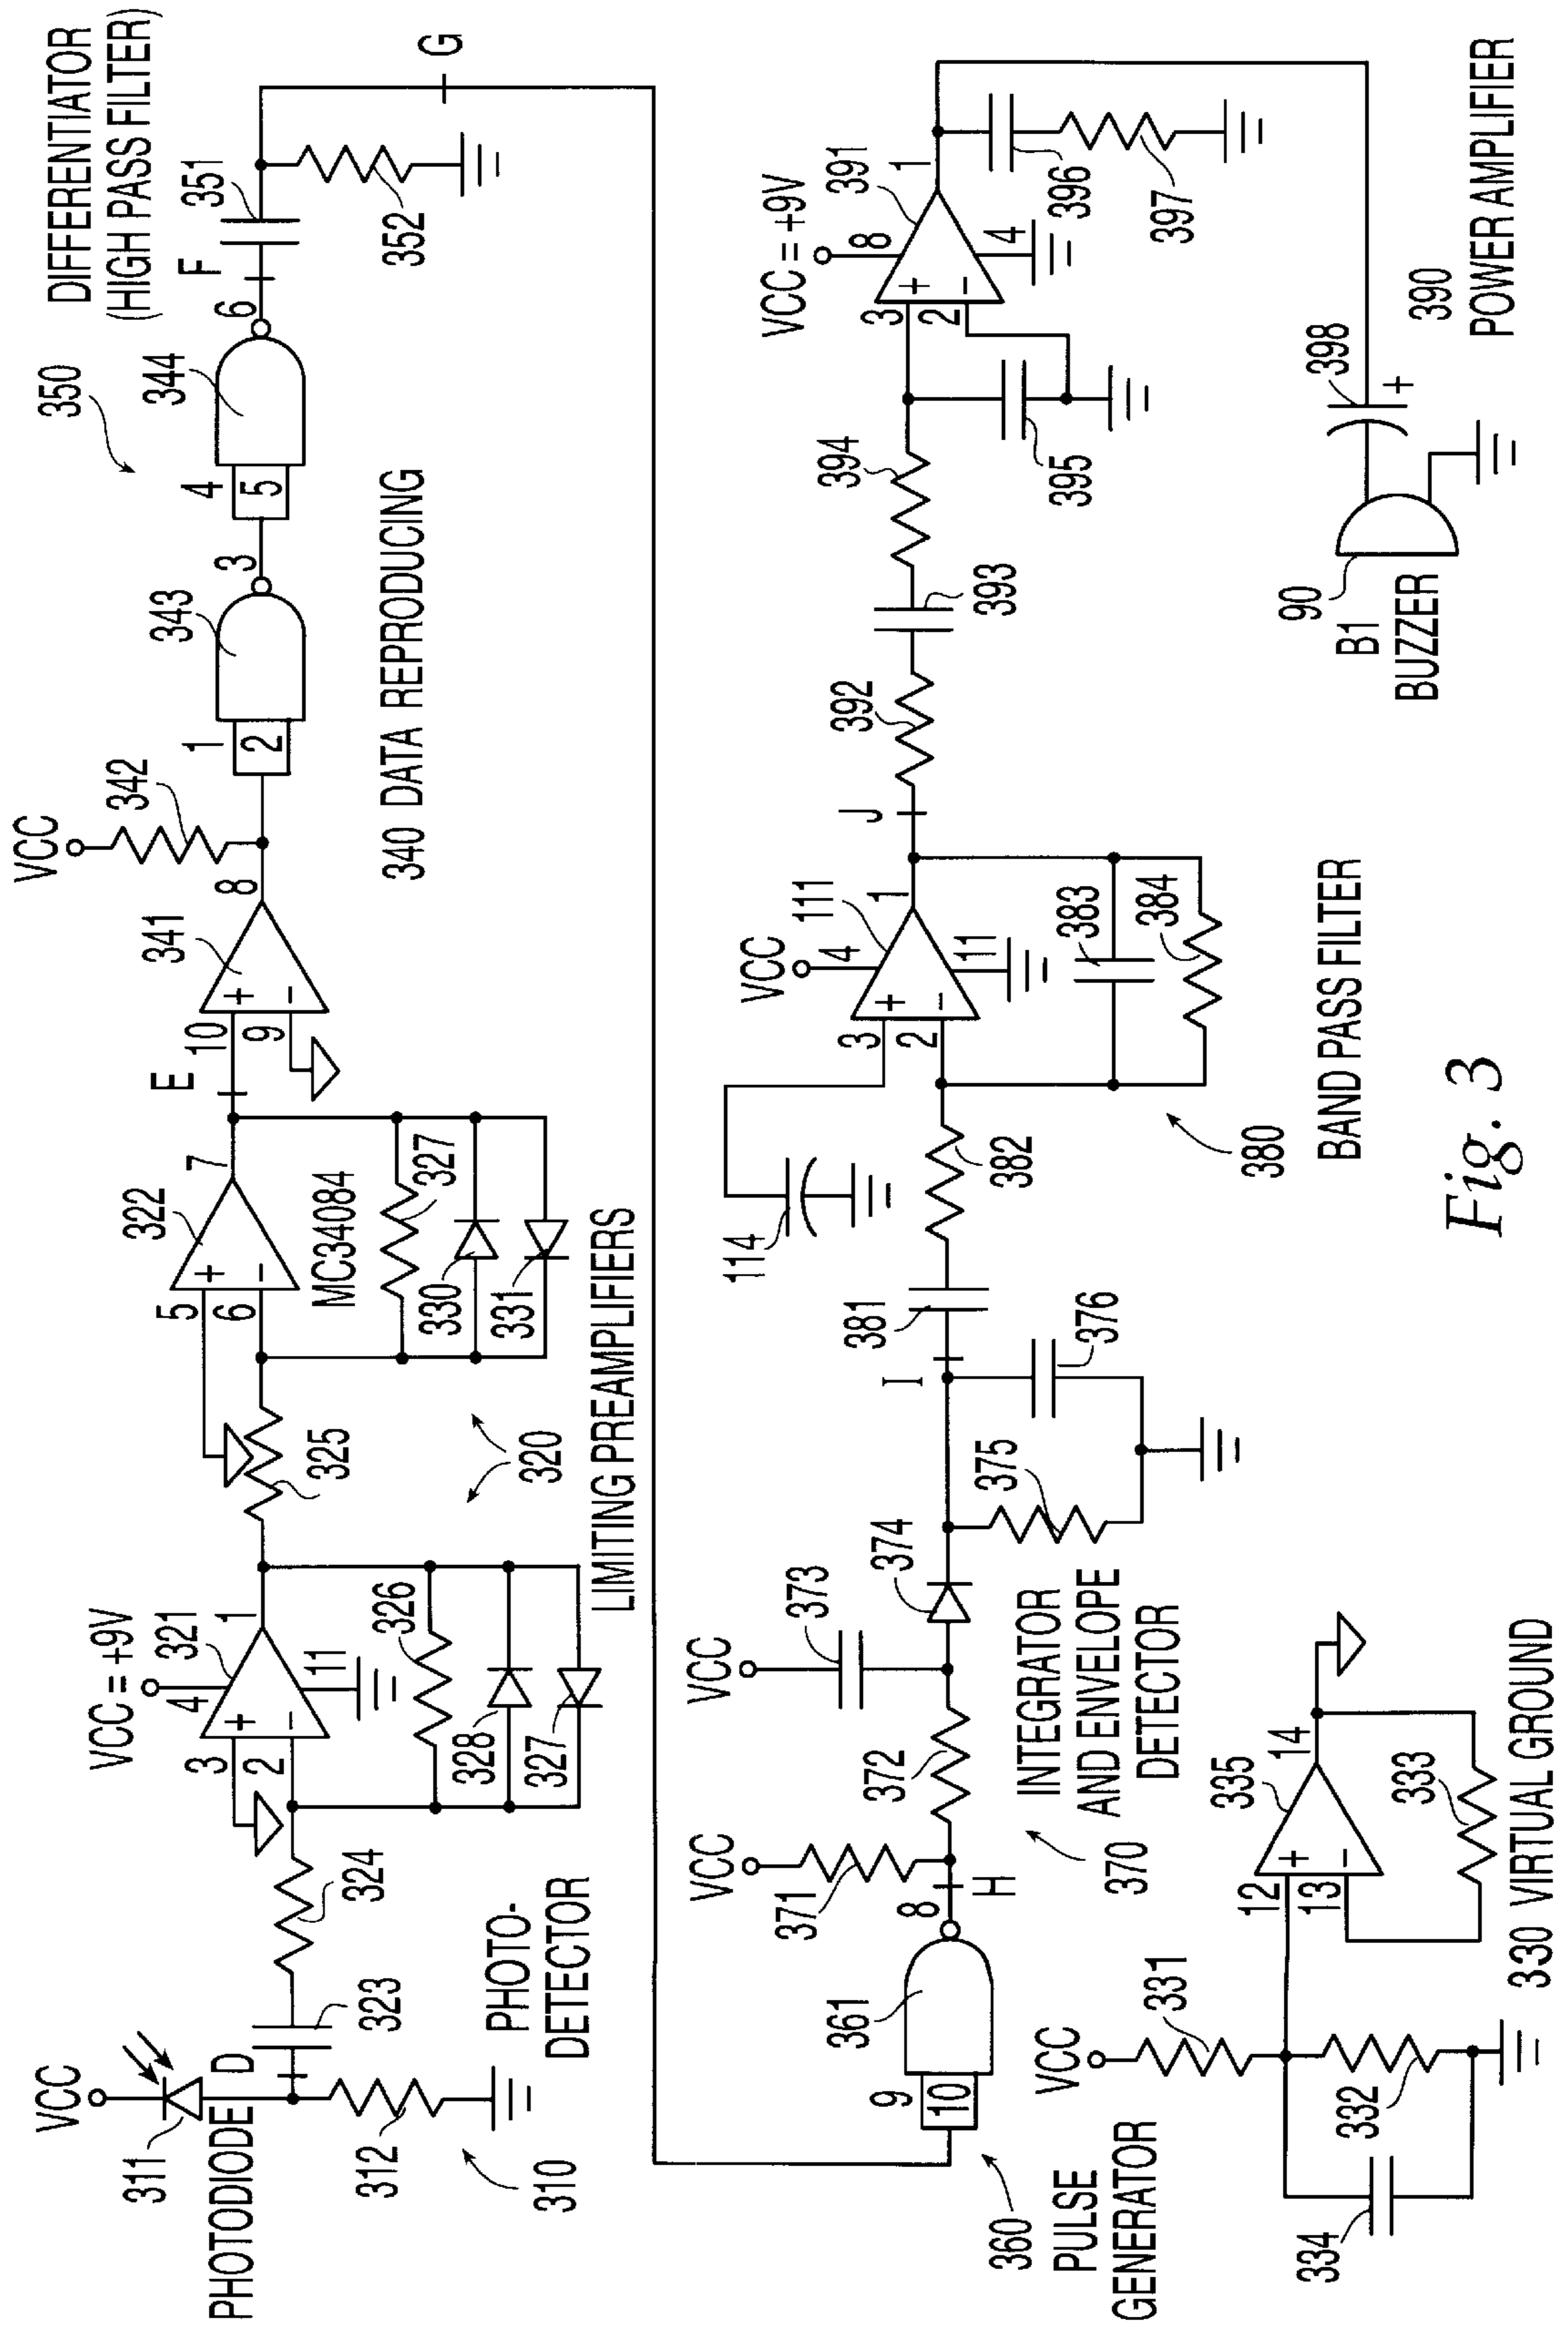 DIFFERENTIATOR
(HIGH PASS FILTER)
350
VCC
342
VCC = +9V
4
321
3
2
+
−
1
11
326
328
327
VCC
311
PHOTODIODE
D
312
310
323
324
PHOTO-
DETECTOR
325
5
6
+
−
322
7
MC34084
327
330
331
320
LIMITING PREAMPLIFIERS
E
10
9
+
−
341
8
1
2
343
3
4
5
344
6
F
351
352
G
340 DATA REPRODUCING
9
10
361
8
H
360
PULSE
GENERATOR
VCC
371
372
VCC
373
374
375
376
I
370
INTEGRATOR
AND ENVELOPE
DETECTOR
381
382
114
VCC
4
111
3
2
+
−
1
11
383
384
380
BAND PASS FILTER
J
392
393
394
395
VCC = +9V
8
391
3
2
+
−
1
4
396
397
398
+
90
B1
BUZZER
390
POWER AMPLIFIER
VCC
331
332
334
12
13
+
−
335
14
333
330 VIRTUAL GROUND
Fig. 3